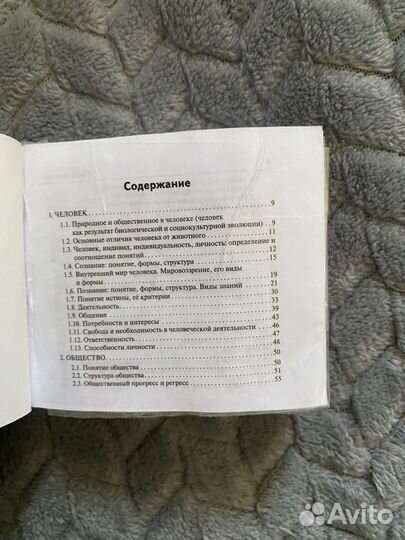 Содержание
1. ЧЕЛОВЕК 9
1.1. Природное и общественное в человеке (человек
как результат биологической и социокультурной эволюции) 9
1.2. Основные отличия человека от животного 11
1.3. Человек, индивид, индивидуальность, личность: определение и
соотношение понятий 12
1.4. Сознание: понятие, формы, структура 15
1.5. Внутренний мир человека. Мировоззрение, его виды
и формы 19
1.6. Познание: понятие, формы, структура. Виды знаний 21
1.7. Понятие истины, её критерии 30
1.8. Деятельность 33
1.9. Общение 39
1.10. Потребности и интересы 43
1.11. Свобода и необходимость в человеческой деятельности 46
1.12. Ответственность 47
1.13. Способности личности 48
2. ОБЩЕСТВО 50
2.1. Понятие общества 50
2.2. Структура общества 51
2.3. Общественный прогресс и регресс 55
Avito